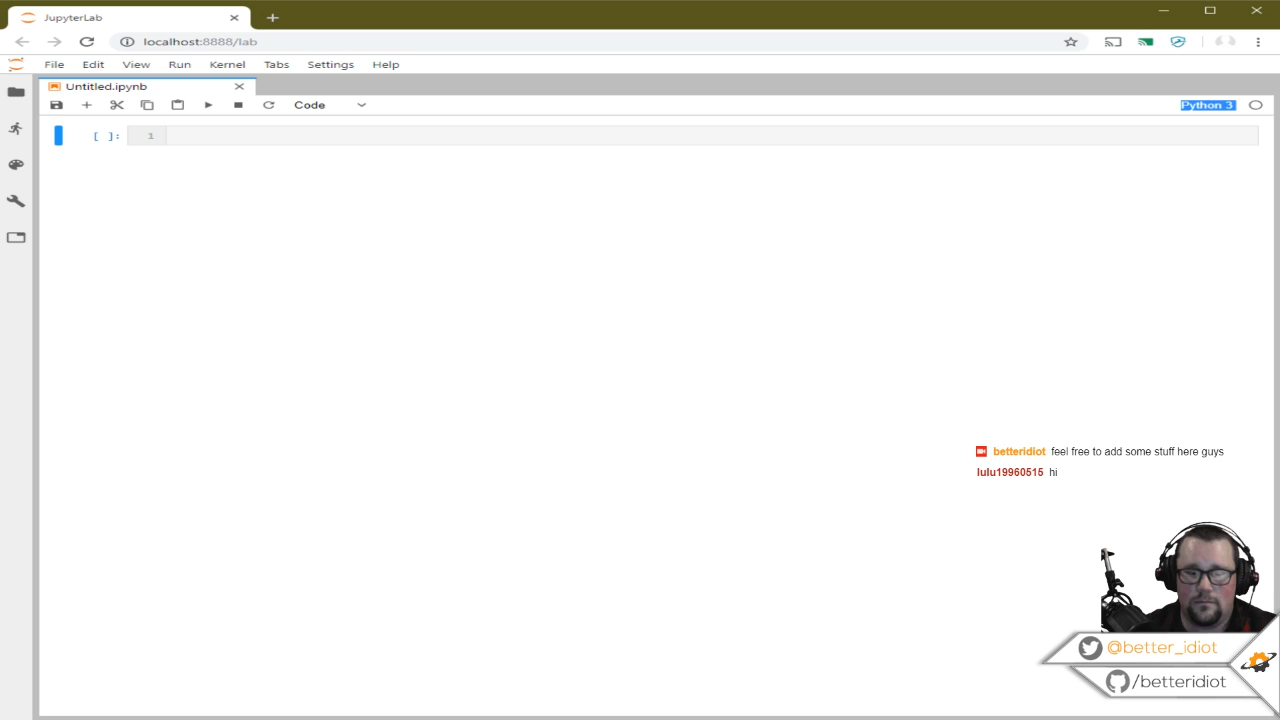 JupyterLab
localhost:8888/lab
File Edit View Run Kernel Tabs Settings Help
Untitled.ipynb
Code
Python 3
[ ]: 1
betteridiot feel free to add some stuff here guys
lulu19960515 hi
@better_idiot
/betteridiot